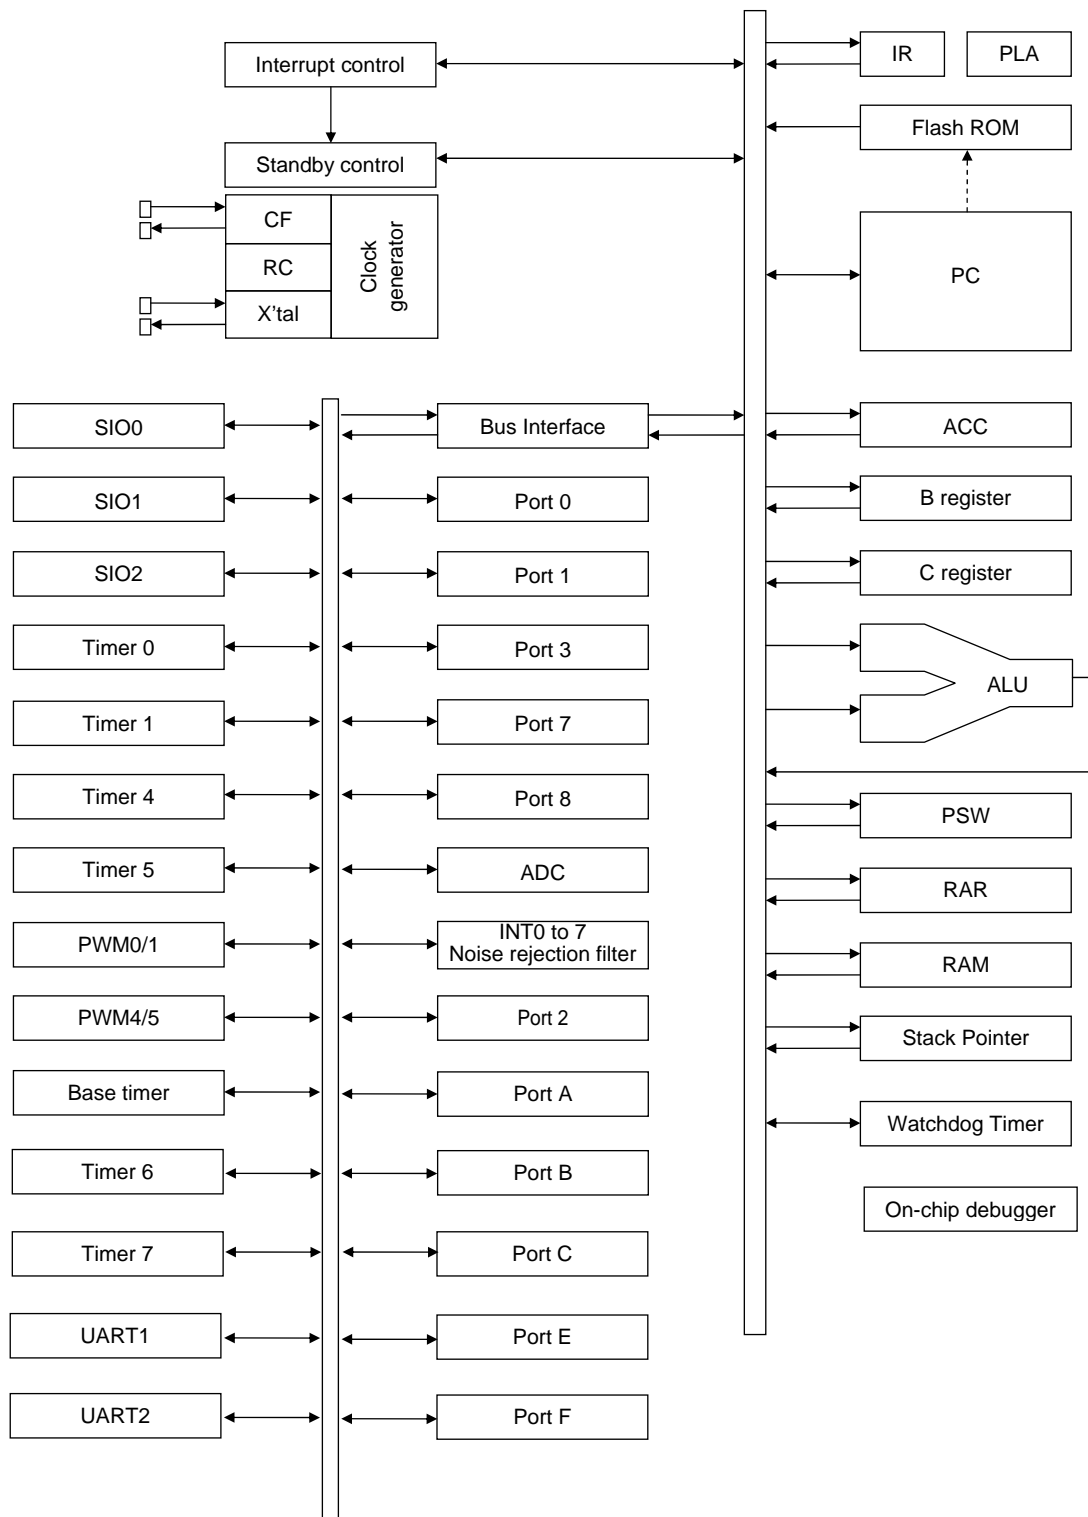 Interrupt control
IR
PLA
Flash ROM
Standby control
CF
RC
X'tal
Clock
generator
PC
SIO0
Bus Interface
ACC
SIO1
Port 0
B register
SIO2
Port 1
C register
Timer 0
Port 3
ALU
Timer 1
Port 7
Timer 4
Port 8
PSW
Timer 5
ADC
RAR
PWM0/1
INT0 to 7
Noise rejection filter
RAM
PWM4/5
Port 2
Stack Pointer
Base timer
Port A
Watchdog Timer
Timer 6
Port B
On-chip debugger
Timer 7
Port C
UART1
Port E
UART2
Port F